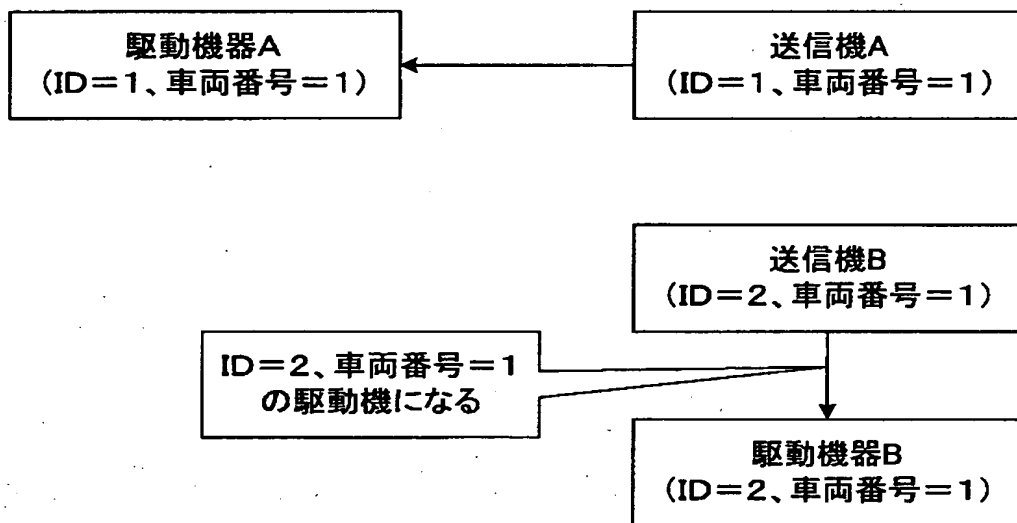 駆動機器A
(ID=1、車両番号=1)
送信機A
(ID=1、車両番号=1)
送信機B
(ID=2、車両番号=1)
ID=2、車両番号=1
の駆動機になる
駆動機器B
(ID=2、車両番号=1)